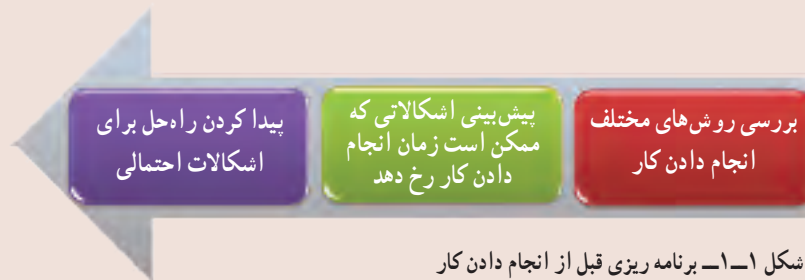 بررسی روش‌های مختلف
انجام دادن کار
پیش‌بینی اشکالاتی که
ممکن است زمان انجام
دادن کار رخ دهد
پیدا کردن راه‌حل برای
اشکالات احتمالی
شکل ۱ــ۱ــ برنامه ریزی قبل از انجام دادن کار